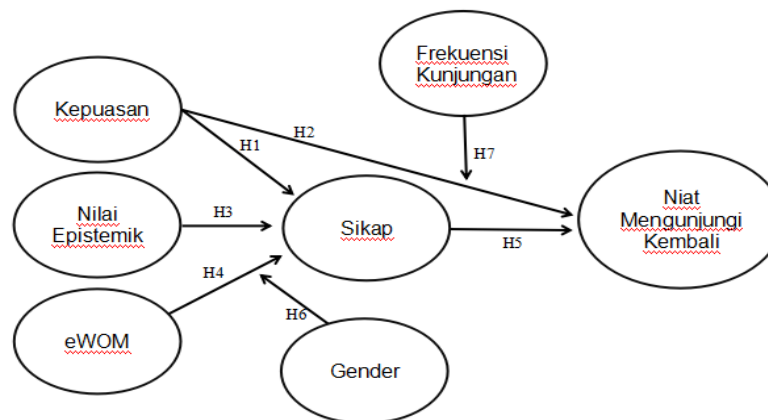 Frekuensi
Kunjungan
Kepuasan
H2
H1
H7
Nilai
Epistemik
H3
Sikap
Niat
Mengunjungi
Kembali
H5
H4
eWOM
H6
Gender